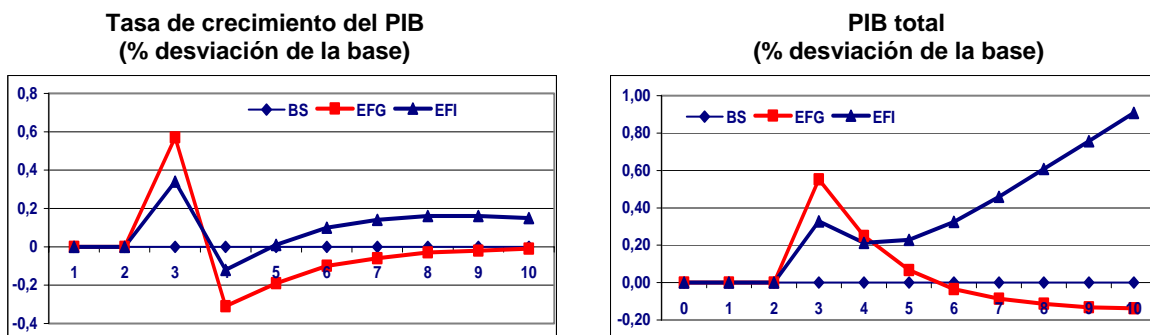 Tasa de crecimiento del PIB
(% desviación de la base)
0,8
0,6
0,4
0,2
0
-0,2
-0,4
BS EFG EFI
1 2 3 4 5 6 7 8 9 10
PIB total
(% desviación de la base)
1,00
0,80
0,60
0,40
0,20
0,00
-0,20
BS EFG EFI
0 1 2 3 4 5 6 7 8 9 10